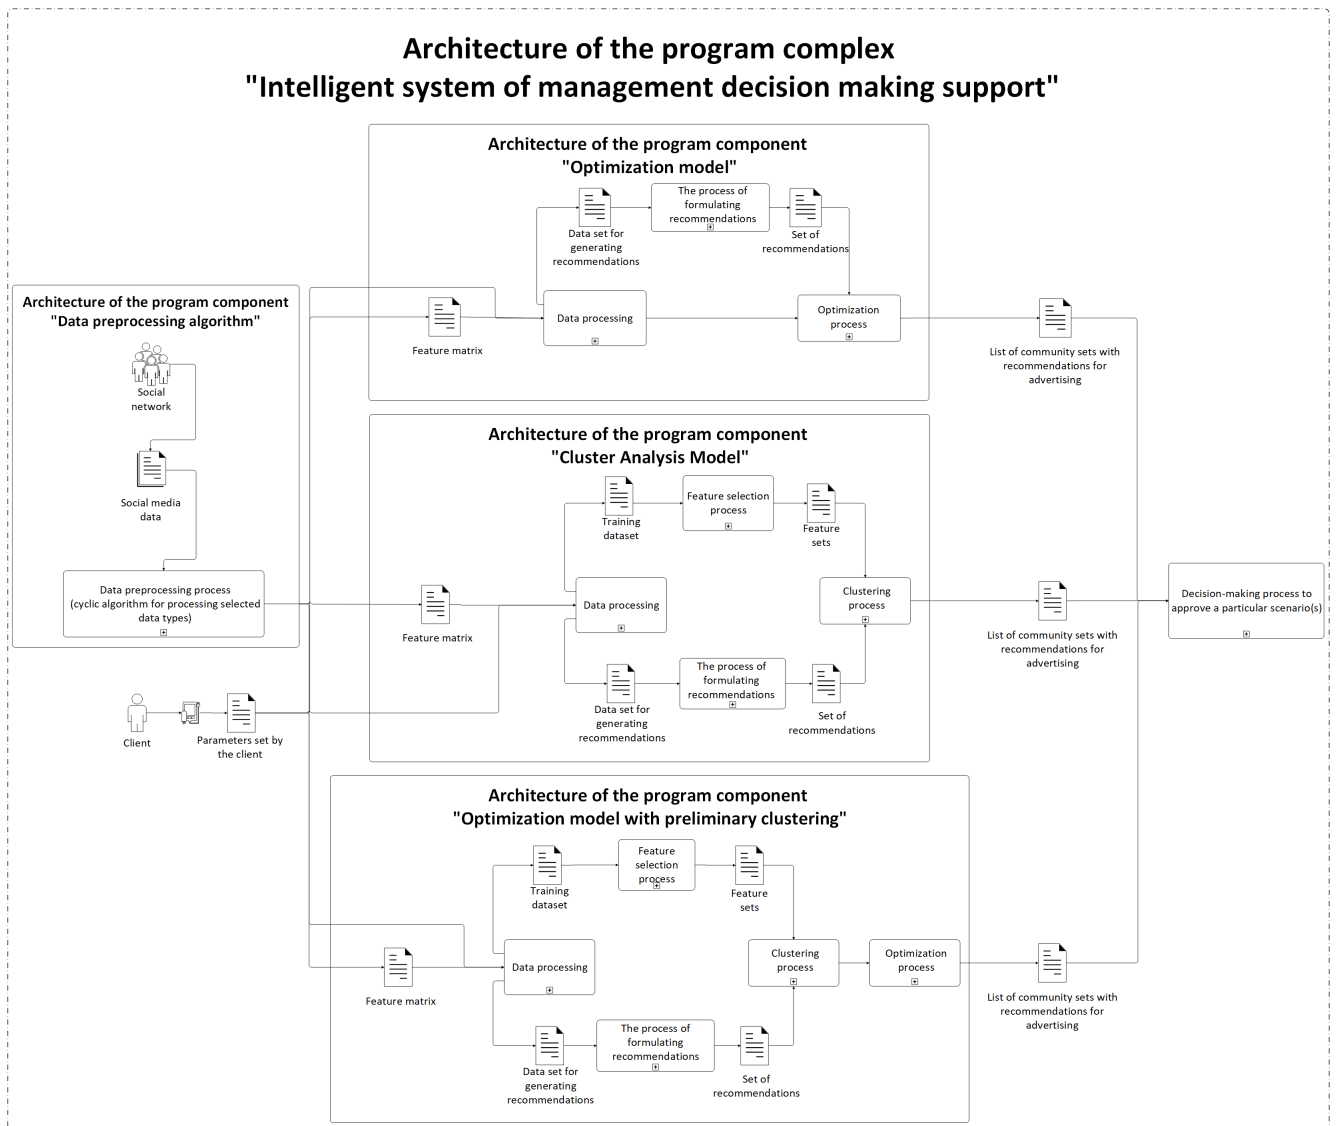 Architecture of the program complex
"Intelligent system of management decision making support"
Architecture of the program component
"Optimization model"
The process of
formulating
recommendations
Data set for
generating
recommendations
Set of
recommendations
Feature matrix
Data processing
Optimization
process
List of community sets with
recommendations for
advertising
Architecture of the program component
"Data preprocessing algorithm"
Social
network
Social media
data
Data preprocessing process
(cyclic algorithm for processing selected
data types)
Client
Parameters set by
the client
Architecture of the program component
"Cluster Analysis Model"
Training
dataset
Feature selection
process
Feature
sets
Feature matrix
Data processing
Clustering
process
Data set for
generating
recommendations
The process of
formulating
recommendations
Set of
recommendations
List of community sets with
recommendations for
advertising
Decision-making process to
approve a particular scenario(s)
Architecture of the program component
"Optimization model with preliminary clustering"
Training
dataset
Feature
selection
process
Feature
sets
Feature matrix
Data processing
Clustering
process
Optimization
process
Data set for
generating
recommendations
The process of
formulating
recommendations
Set of
recommendations
List of community sets with
recommendations for
advertising